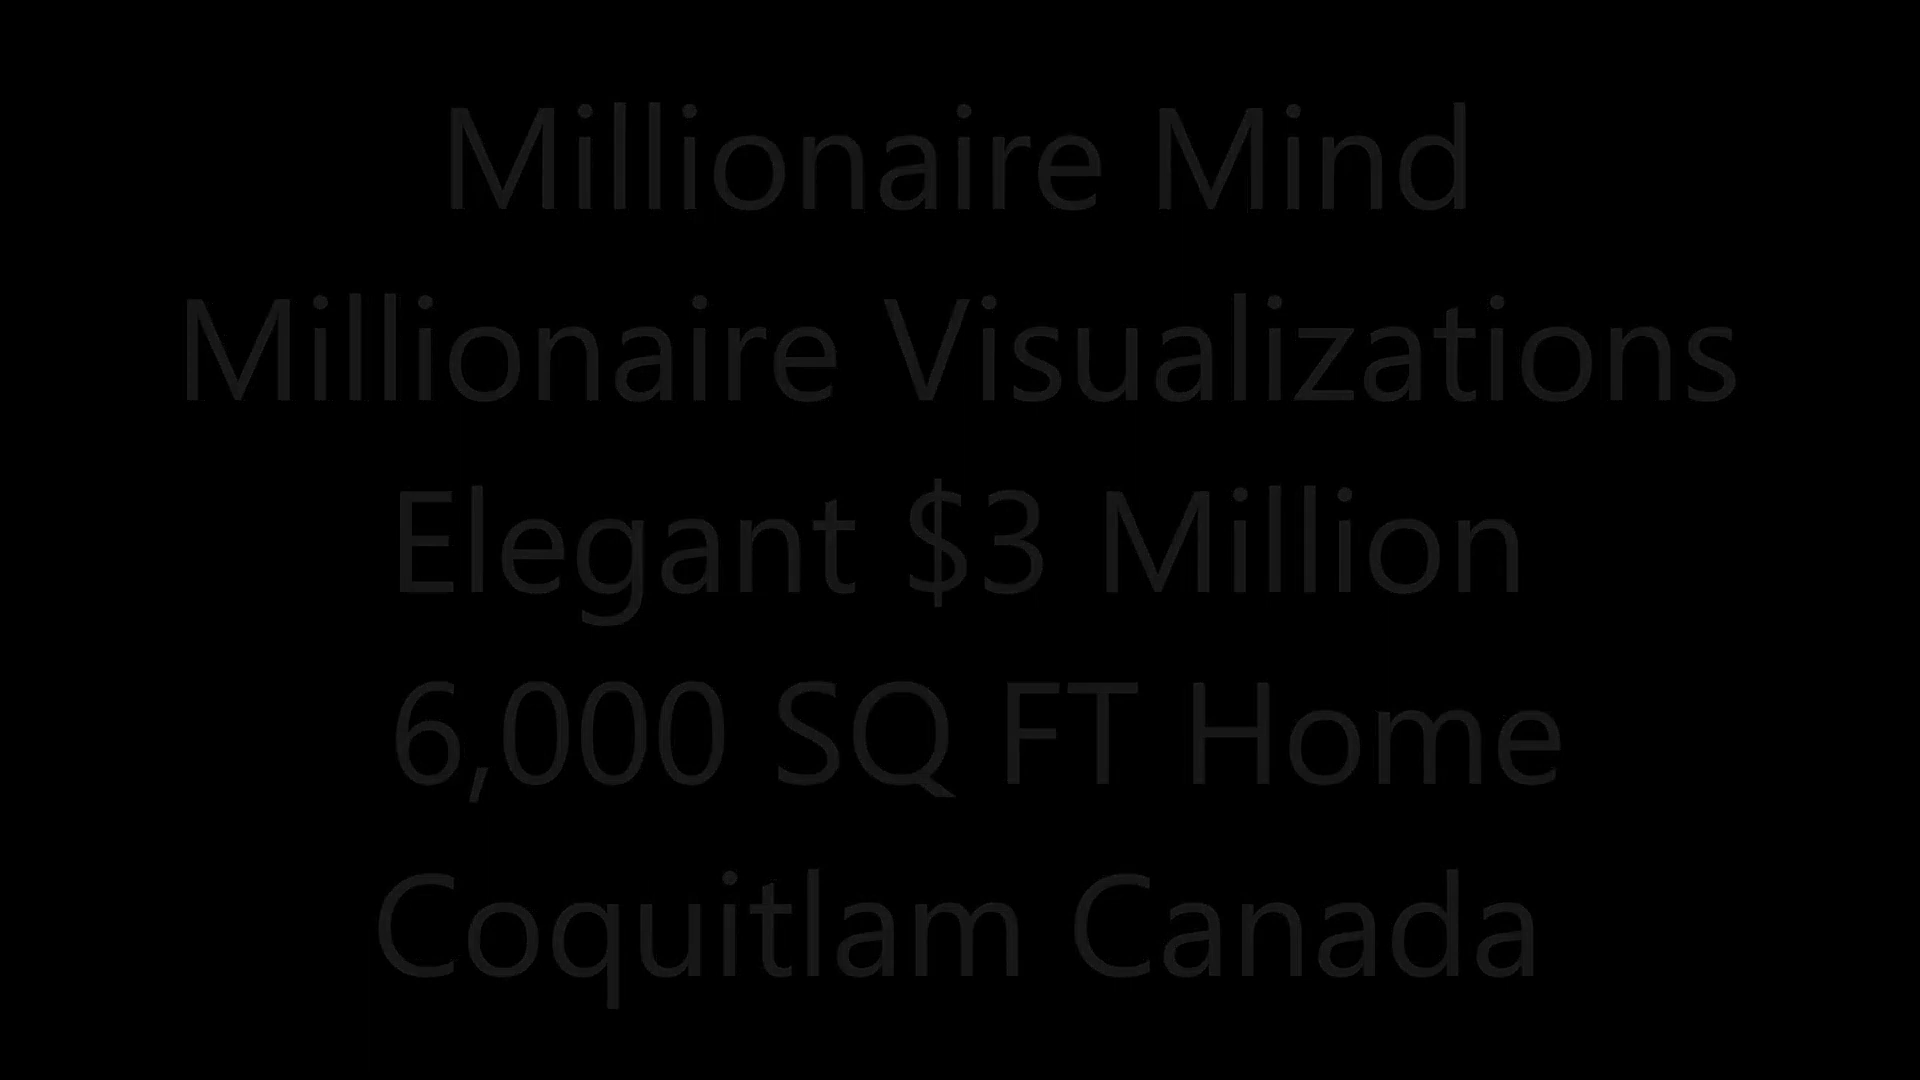 Millionaire Mind
Millionaire Visualizations
Elegant $3 Million
6,000 SQ FT Home
Coquitlam Canada